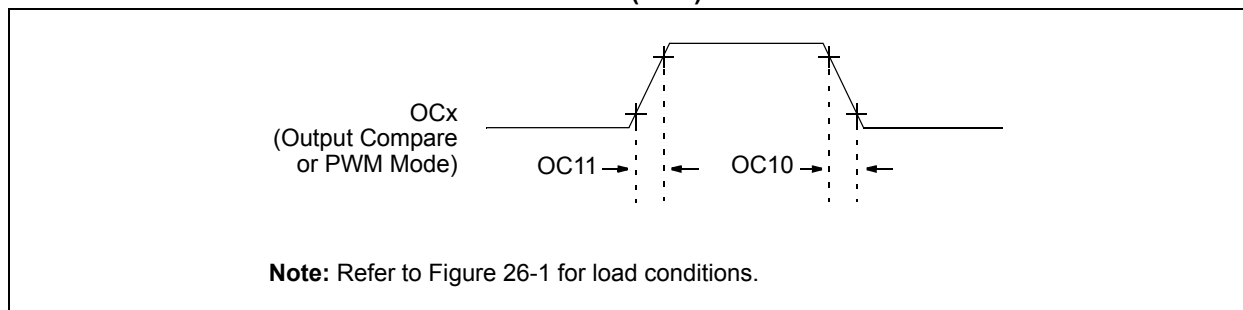 OCx
(Output Compare
or PWM Mode)
OC11
OC10
Note: Refer to Figure 26-1 for load conditions.